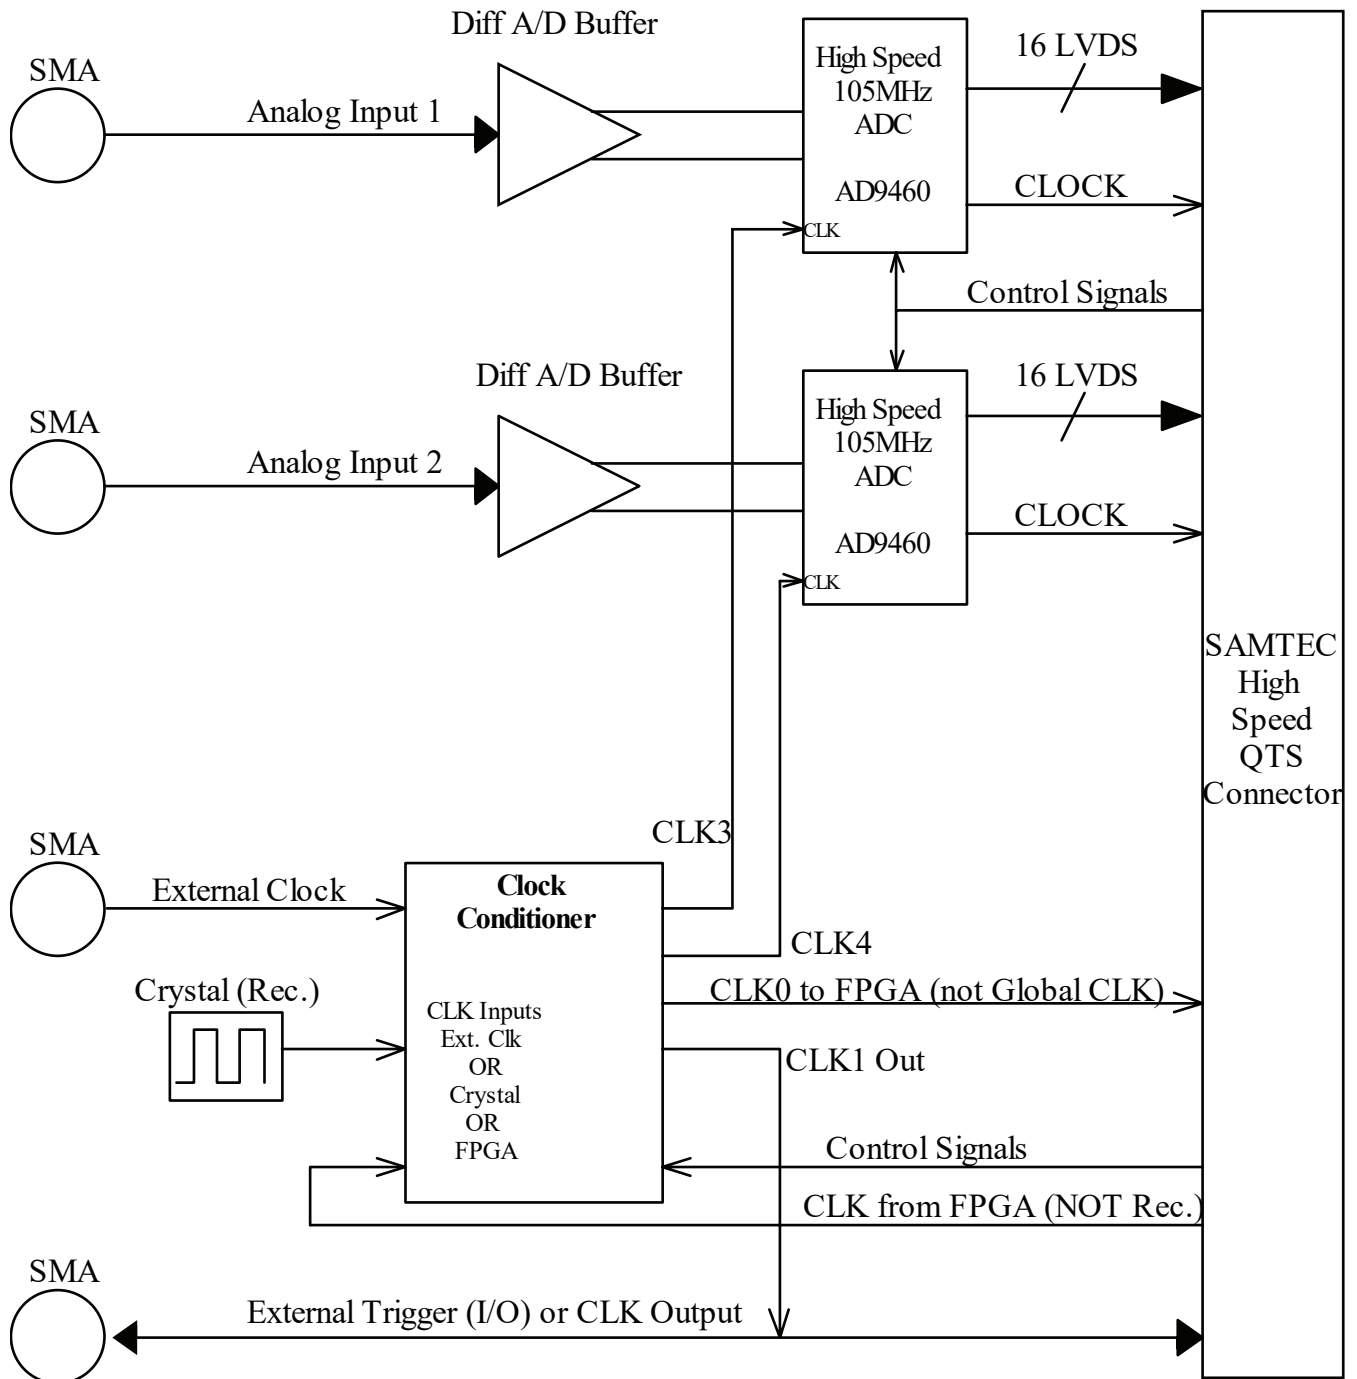 Diff A/D Buffer
SMA
Analog Input 1
High Speed
105MHz
ADC
AD9460
CLK
16 LVDS
CLOCK
Control Signals
Diff A/D Buffer
SMA
Analog Input 2
High Speed
105MHz
ADC
AD9460
CLK
16 LVDS
CLOCK
SAMTEC
High
Speed
QTS
Connector
CLK3
SMA
External Clock
Clock
Conditioner
CLK4
Crystal (Rec.)
CLK0 to FPGA (not Global CLK)
CLK Inputs
Ext. Clk
OR
Crystal
OR
FPGA
CLK1 Out
Control Signals
CLK from FPGA (NOT Rec.)
SMA
External Trigger (I/O) or CLK Output